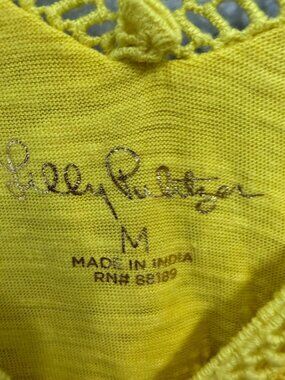 Lilly Pulitzer
M
MADE IN INDIA
RN# 88189